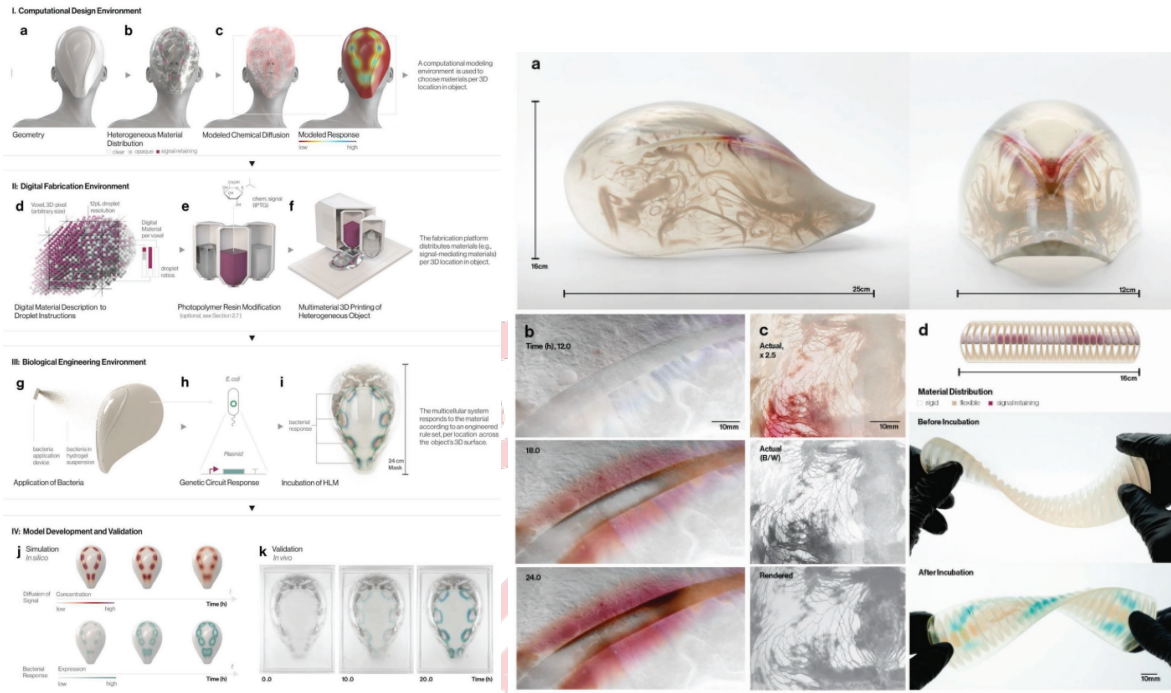 I. Computational Design Environment
a
b
c
Geometry
Heterogeneous Material
Distribution
clear
opaque
signal-retaining
Modeled Chemical Diffusion
Modeled Response
low
high
A computational modeling
environment is used to
choose materials per 3D
location in object.
II: Digital Fabrication Environment
d
Voxel, 3D-pixel
(arbitrary size)
12pL droplet
resolution
Digital
Material
per voxel
droplet
ratios
Digital Material Description to
Droplet Instructions
e
chem. signal
(IPTG)
Photopolymer Resin Modification
(optional, see Section 2.7)
f
Multimaterial 3D Printing of
Heterogeneous Object
The fabrication platform
distributes materials (e.g.,
signal-mediating materials)
per 3D location in object.
III: Biological Engineering Environment
g
bacteria
application
device
bacteria in
hydrogel
suspension
Application of Bacteria
h
E. coli
Plasmid
Genetic Circuit Response
i
bacterial
response
24 cm
Mask
Incubation of HLM
The multicellular system
responds to the material
according to an engineered
rule set, per location across
the object's 3D surface.
IV: Model Development and Validation
j Simulation
In silico
Diffusion of
Signal
Concentration
low
high
Time (h)
t
Bacterial
Response
Expression
low
high
Time (h)
k Validation
In vivo
0.0
10.0
20.0
Time (h)
a
16cm
25cm
12cm
b
Time (h), 12.0
10mm
18.0
24.0
c
Actual,
x 2.5
10mm
Actual
(B/W)
Rendered
d
16cm
Material Distribution
rigid
flexible
signal retaining
Before Incubation
After Incubation
10mm